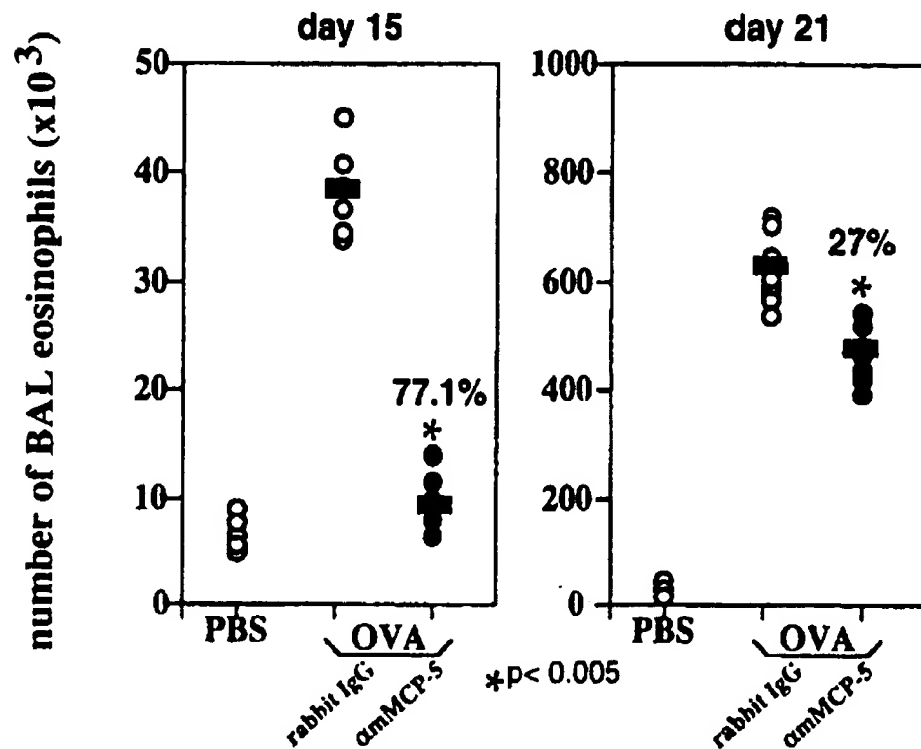 number of BAL eosinophils (x10³)
day 15
50
40
30
20
10
0
77.1%
*
PBS
OVA
rabbit IgG
αmMCP-5
*p< 0.005
day 21
1000
800
600
400
200
0
27%
*
PBS
OVA
rabbit IgG
αmMCP-5